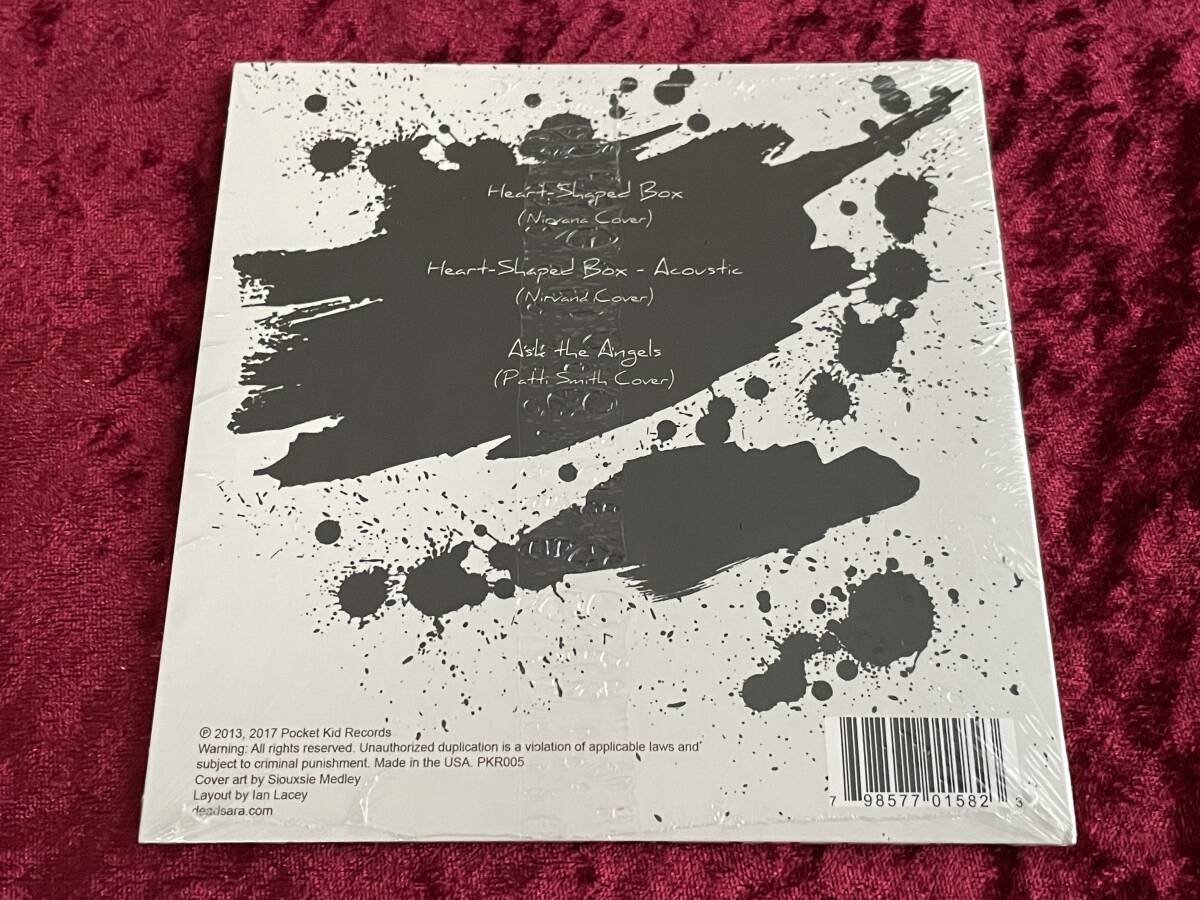 Heart-Shaped Box
(Nirvana Cover)
Heart-Shaped Box - Acoustic
(Nirvana Cover)
Ask the Angels
(Patti Smith Cover)
℗ 2013, 2017 Pocket Kid Records
Warning: All rights reserved. Unauthorized duplication is a violation of applicable laws and
subject to criminal punishment. Made in the USA. PKR005
Cover art by Siouxsie Medley
Layout by Ian Lacey
deadsara.com
7 98577 01582 3